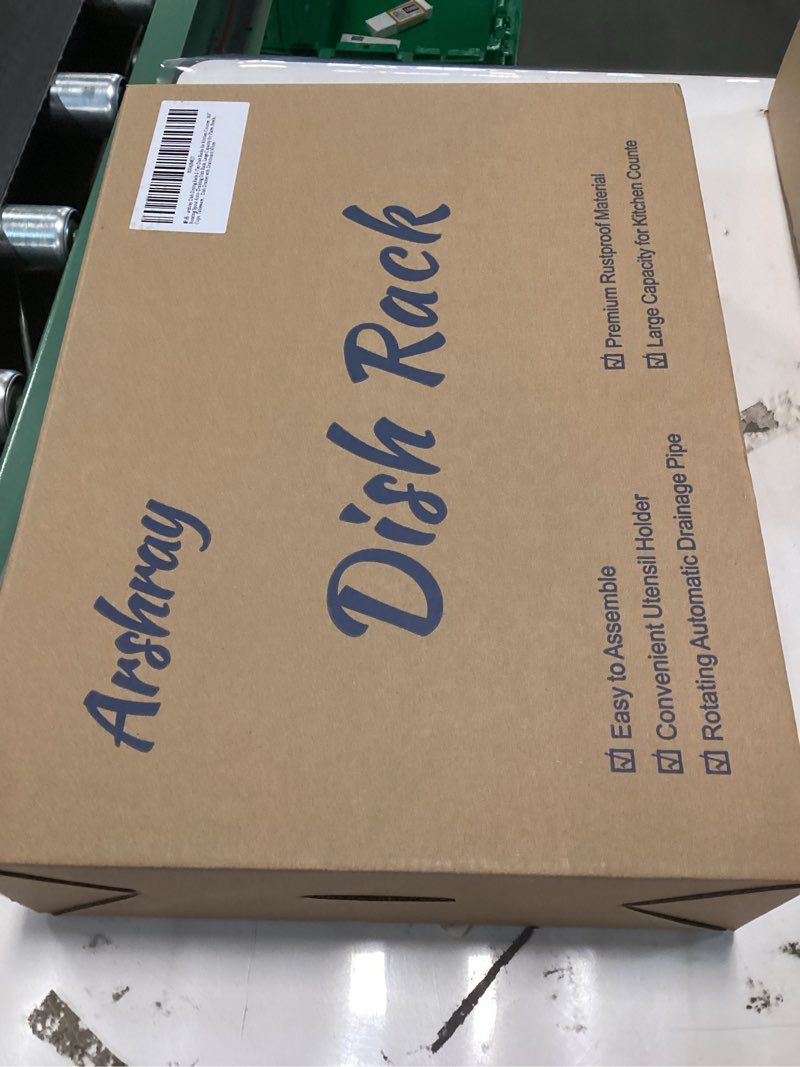 Arshray
Dish Rack
Easy to Assemble
Convenient Utensil Holder
Rotating Automatic Drainage Pipe
Premium Rustproof Material
Large Capacity for Kitchen Counte